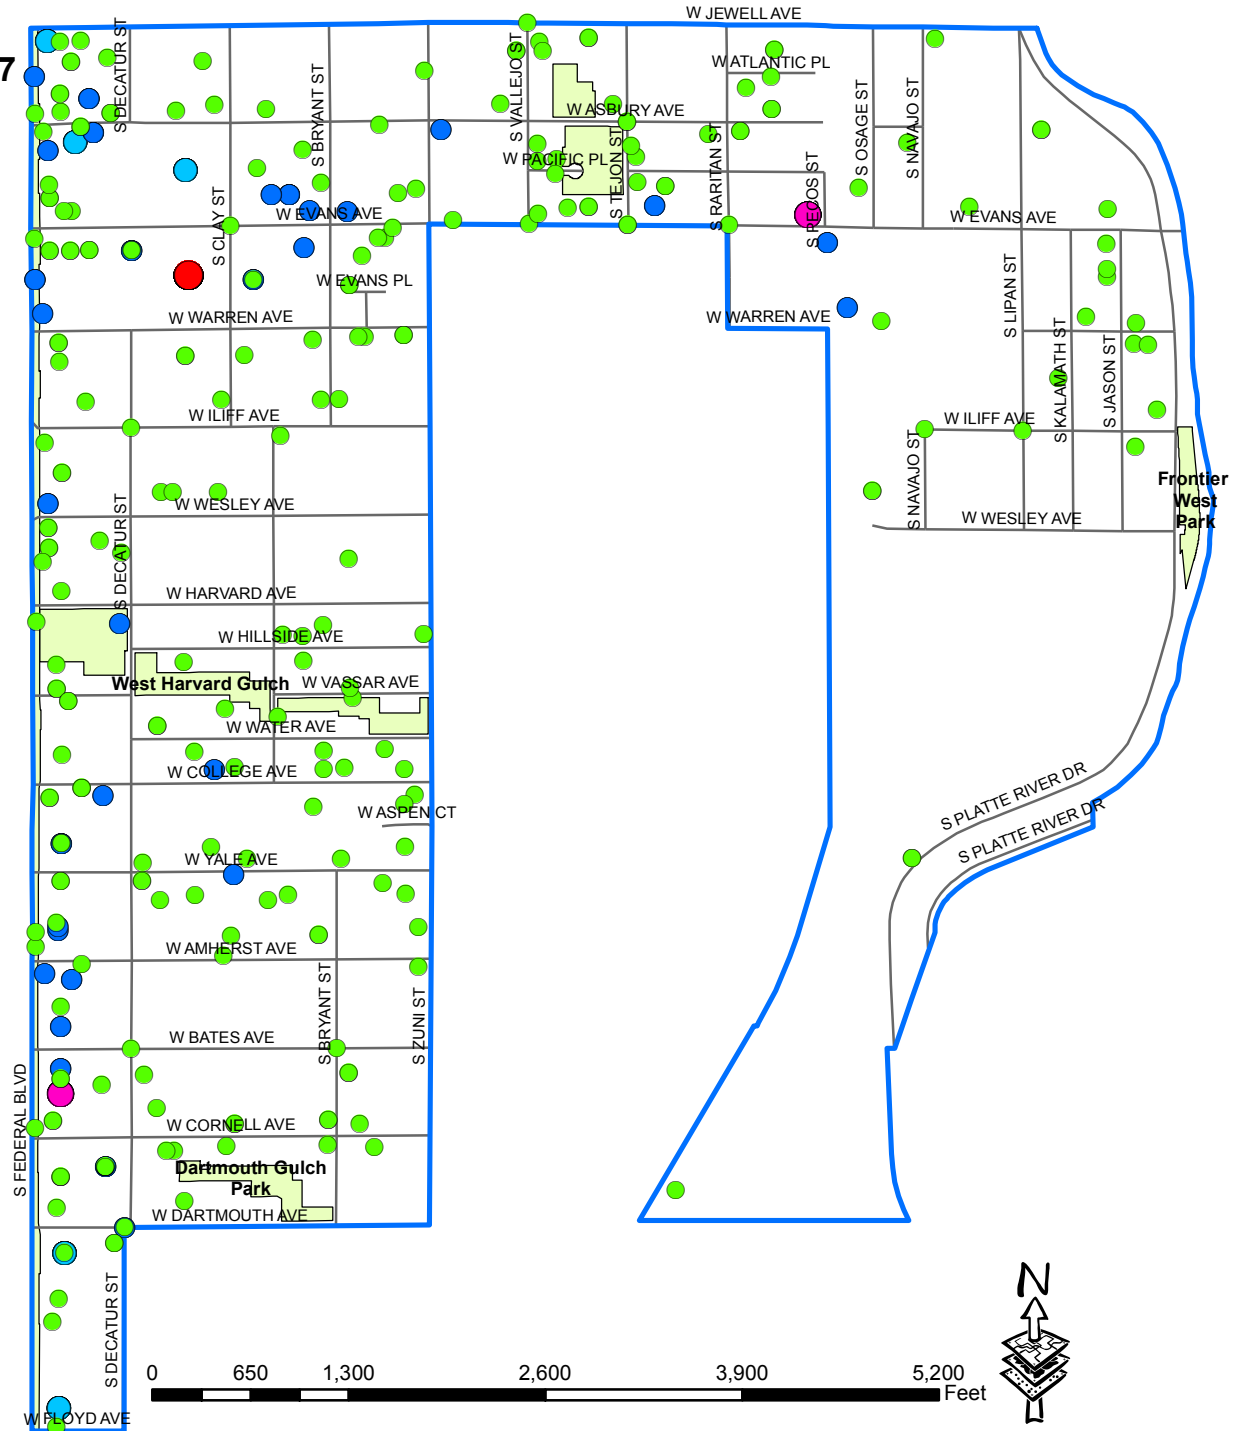 W JEWELL AVE
7
S DECATUR ST
S VALLEJO ST
W ATLANTIC PL
S BRYANT ST
S OSAGE ST
S NAVAJO ST
W ASBURY AVE
W PACIFIC PL
S TEJON ST
S RARITAN ST
S PECOS ST
S CLAY ST
W EVANS AVE
W EVANS AVE
W EVANS PL
S LIPAN ST
W WARREN AVE
W WARREN AVE
S KALAMATH ST
S JASON ST
W ILIFF AVE
W ILIFF AVE
S NAVAJO ST
Frontier
West
Park
W WESLEY AVE
W WESLEY AVE
S DECATUR ST
W HARVARD AVE
W HILLSIDE AVE
West Harvard Gulch
W VASSAR AVE
W WATER AVE
W COLLEGE AVE
W ASPEN CT
S PLATTE RIVER DR
S PLATTE RIVER DR
W YALE AVE
W AMHERST AVE
S BRYANT ST
S ZUNI ST
W BATES AVE
S FEDERAL BLVD
W CORNELL AVE
Dartmouth Gulch
Park
W DARTMOUTH AVE
S DECATUR ST
N
0 650 1,300 2,600 3,900 5,200
Feet
W FLOYD AVE